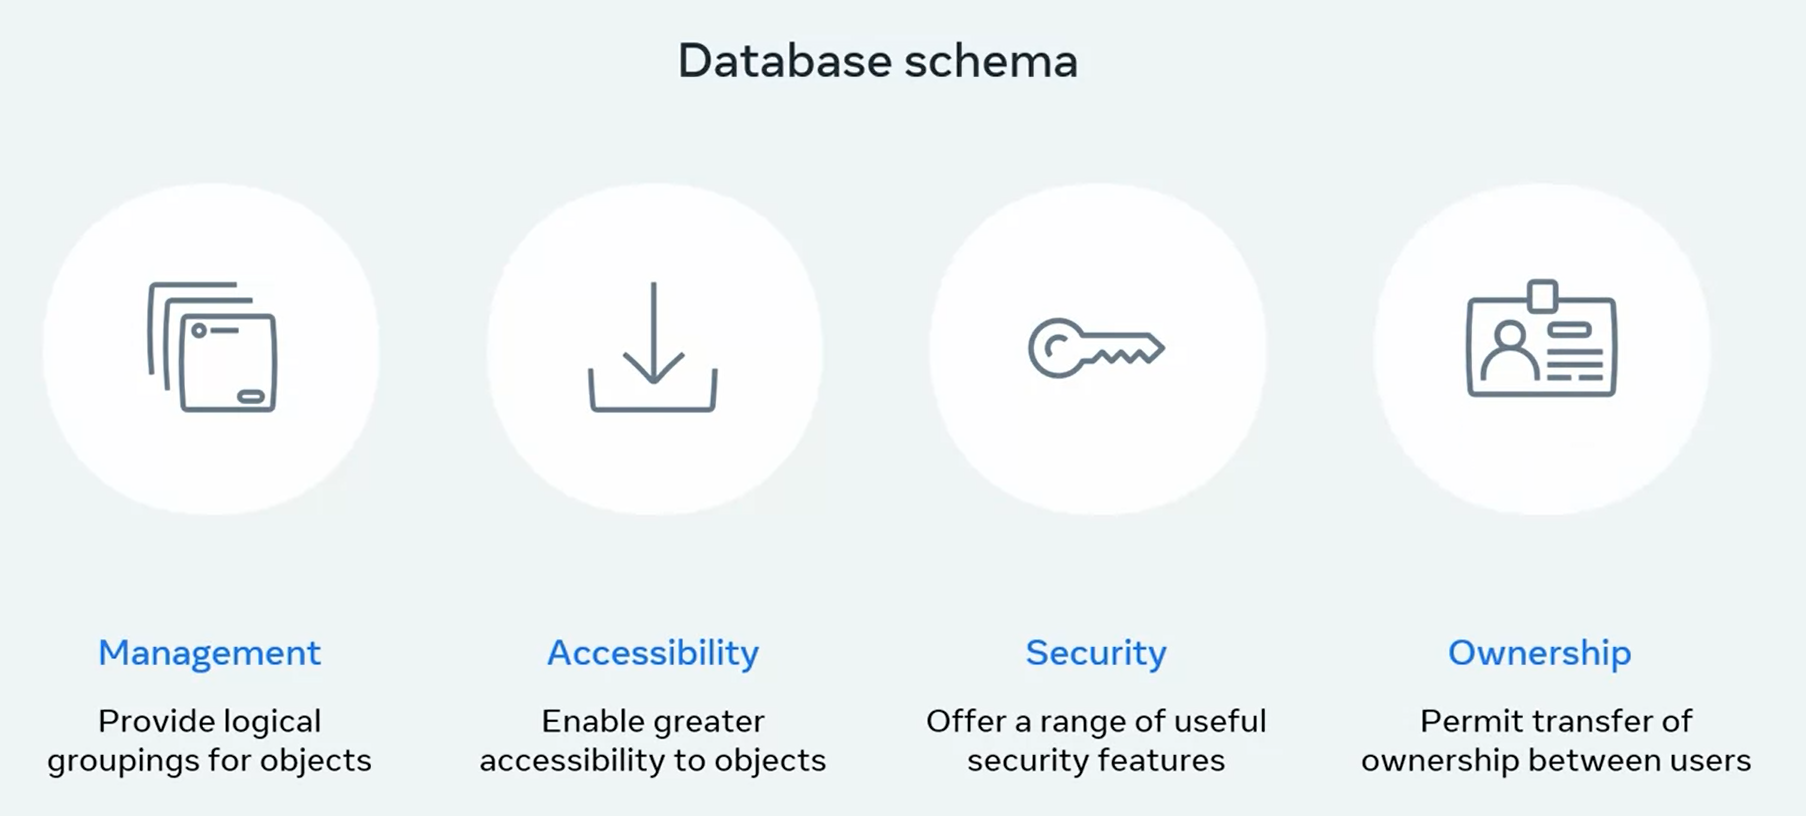 Database schema
Management
Provide logical
groupings for objects
Accessibility
Enable greater
accessibility to objects
Security
Offer a range of useful
security features
Ownership
Permit transfer of
ownership between users